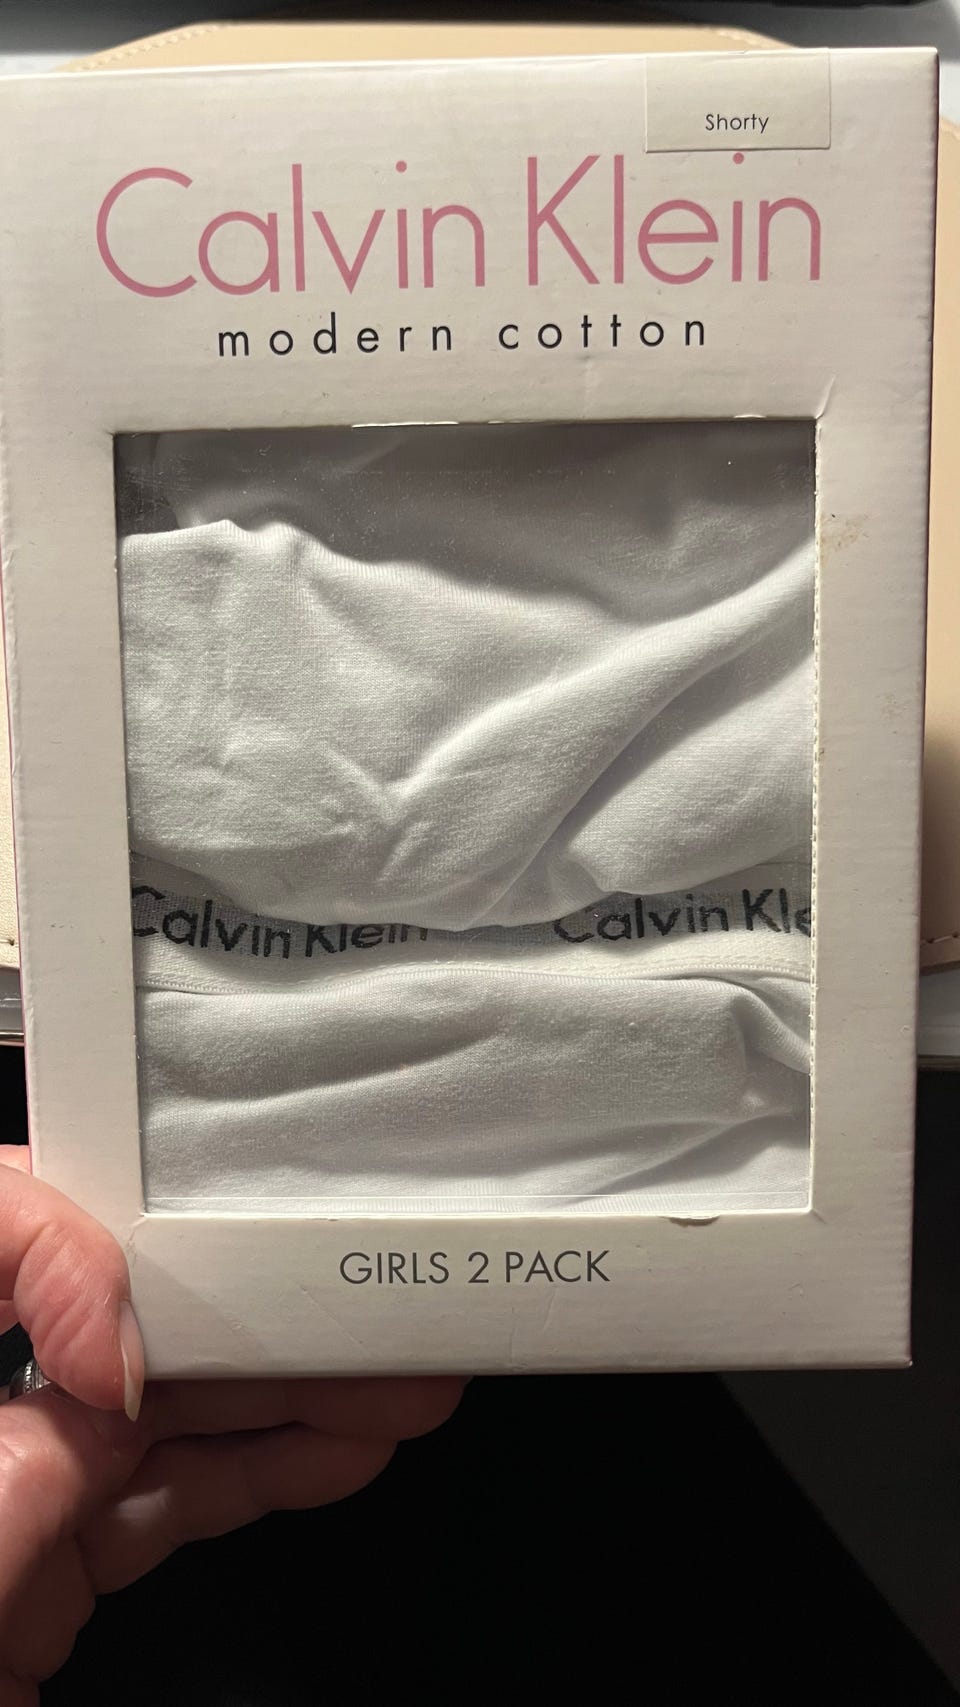 Shorty
Calvin Klein
modern cotton
Calvin Klein Calvin Kle
GIRLS 2 PACK